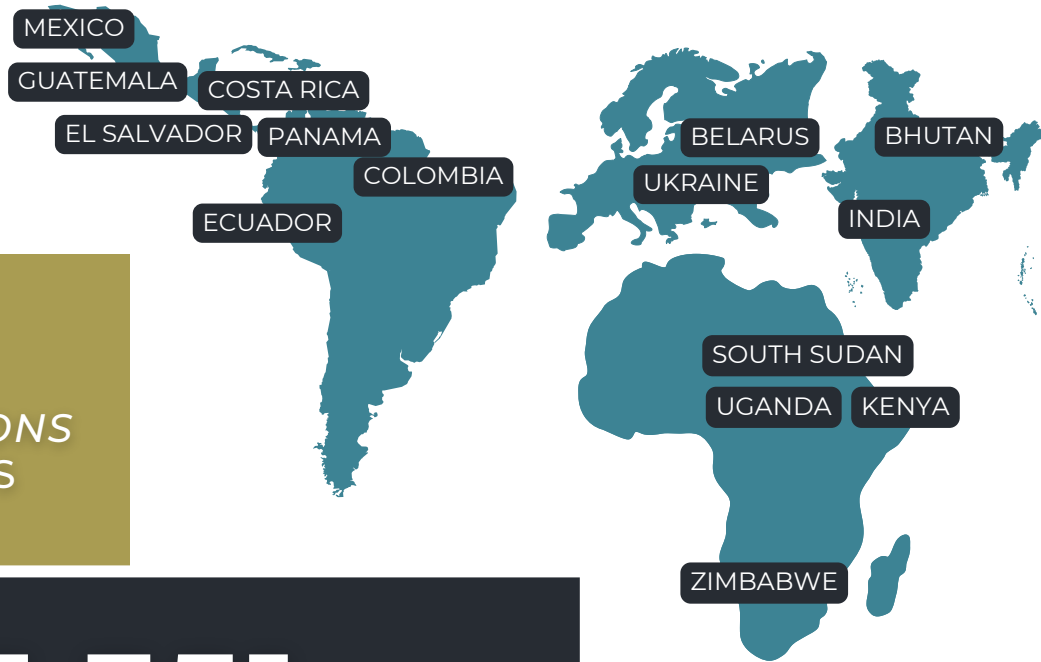 MEXICO
GUATEMALA
COSTA RICA
EL SALVADOR
PANAMA
COLOMBIA
ECUADOR
BELARUS
UKRAINE
BHUTAN
INDIA
SOUTH SUDAN
UGANDA
KENYA
ZIMBABWE